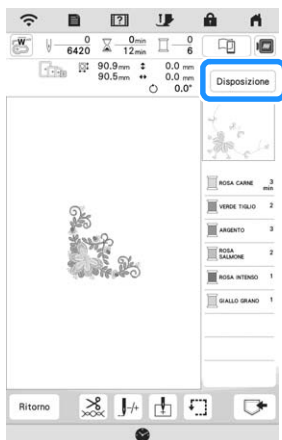 W
0
6420
0min
12min
0
6
90.9mm
90.5mm
0.0 mm
0.0 mm
0.0°
Disposizione
ROSA CARNE 3 min
VERDE TIGLIO 2
ARGENTO 3
ROSA SALMONE 2
ROSA INTENSO 1
GIALLO GRANO 1
Ritorno
-/+